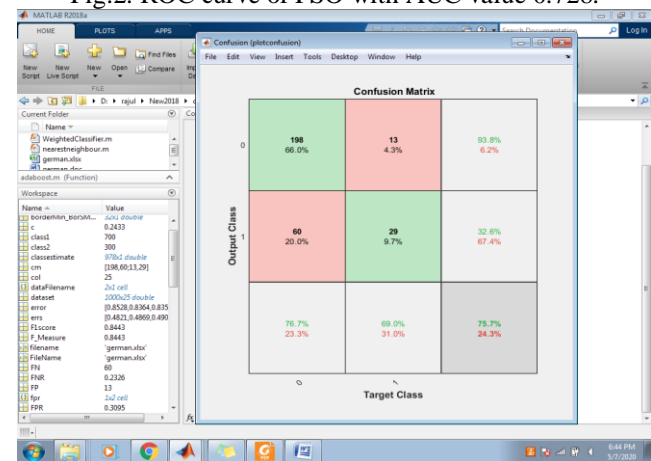 Fig.2. ROC curve of PSO with ACC value 0.728.
MATLAB R2018a
HOME PLOTS APPS Search Documentation Log In
New Script
New Live Script
New
Open
Find Files
Compare
FILE
D: rajul New2018
Current Folder
Name
WeightedClassifier.m
nearestneighbour.m
german.xlsx
german.doc
adaboost.m (Function)
Workspace
Name Value
32x1 double
c 0.2433
class1 700
class2 300
classestimate 978x1 double
cm [198,60;13,29]
col 25
dataFilename 2x1 cell
dataset 1000x25 double
error [0.8528,0.8364,0.835
errs [0.4821,0.4869,0.490
F1score 0.8443
F_Measure 0.8443
filename 'german.xlsx'
FileName 'german.xlsx'
FN 60
FNR 0.2326
FP 13
fpr 1x2 cell
FPR 0.3095
Confusion (plotconfusion)
File Edit View Insert Tools Desktop Window Help
Confusion Matrix
Output Class
0
198
66.0%
13
4.3%
93.8%
6.2%
1
60
20.0%
29
9.7%
32.6%
67.4%
76.7%
23.3%
69.0%
31.0%
75.7%
24.3%
0
1
Target Class
fx
6:44 PM
5/7/2020